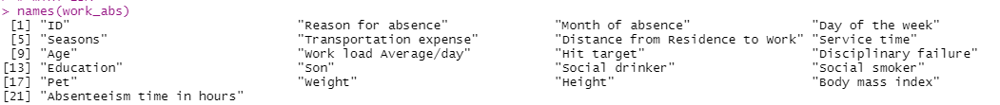 > names(work_abs)
[1] "ID" "Reason for absence" "Month of absence" "Day of the week"
[5] "Seasons" "Transportation expense" "Distance from Residence to Work" "Service time"
[9] "Age" "Work load Average/day" "Hit target" "Disciplinary failure"
[13] "Education" "Son" "Social drinker" "Social smoker"
[17] "Pet" "Weight" "Height" "Body mass index"
[21] "Absenteeism time in hours"